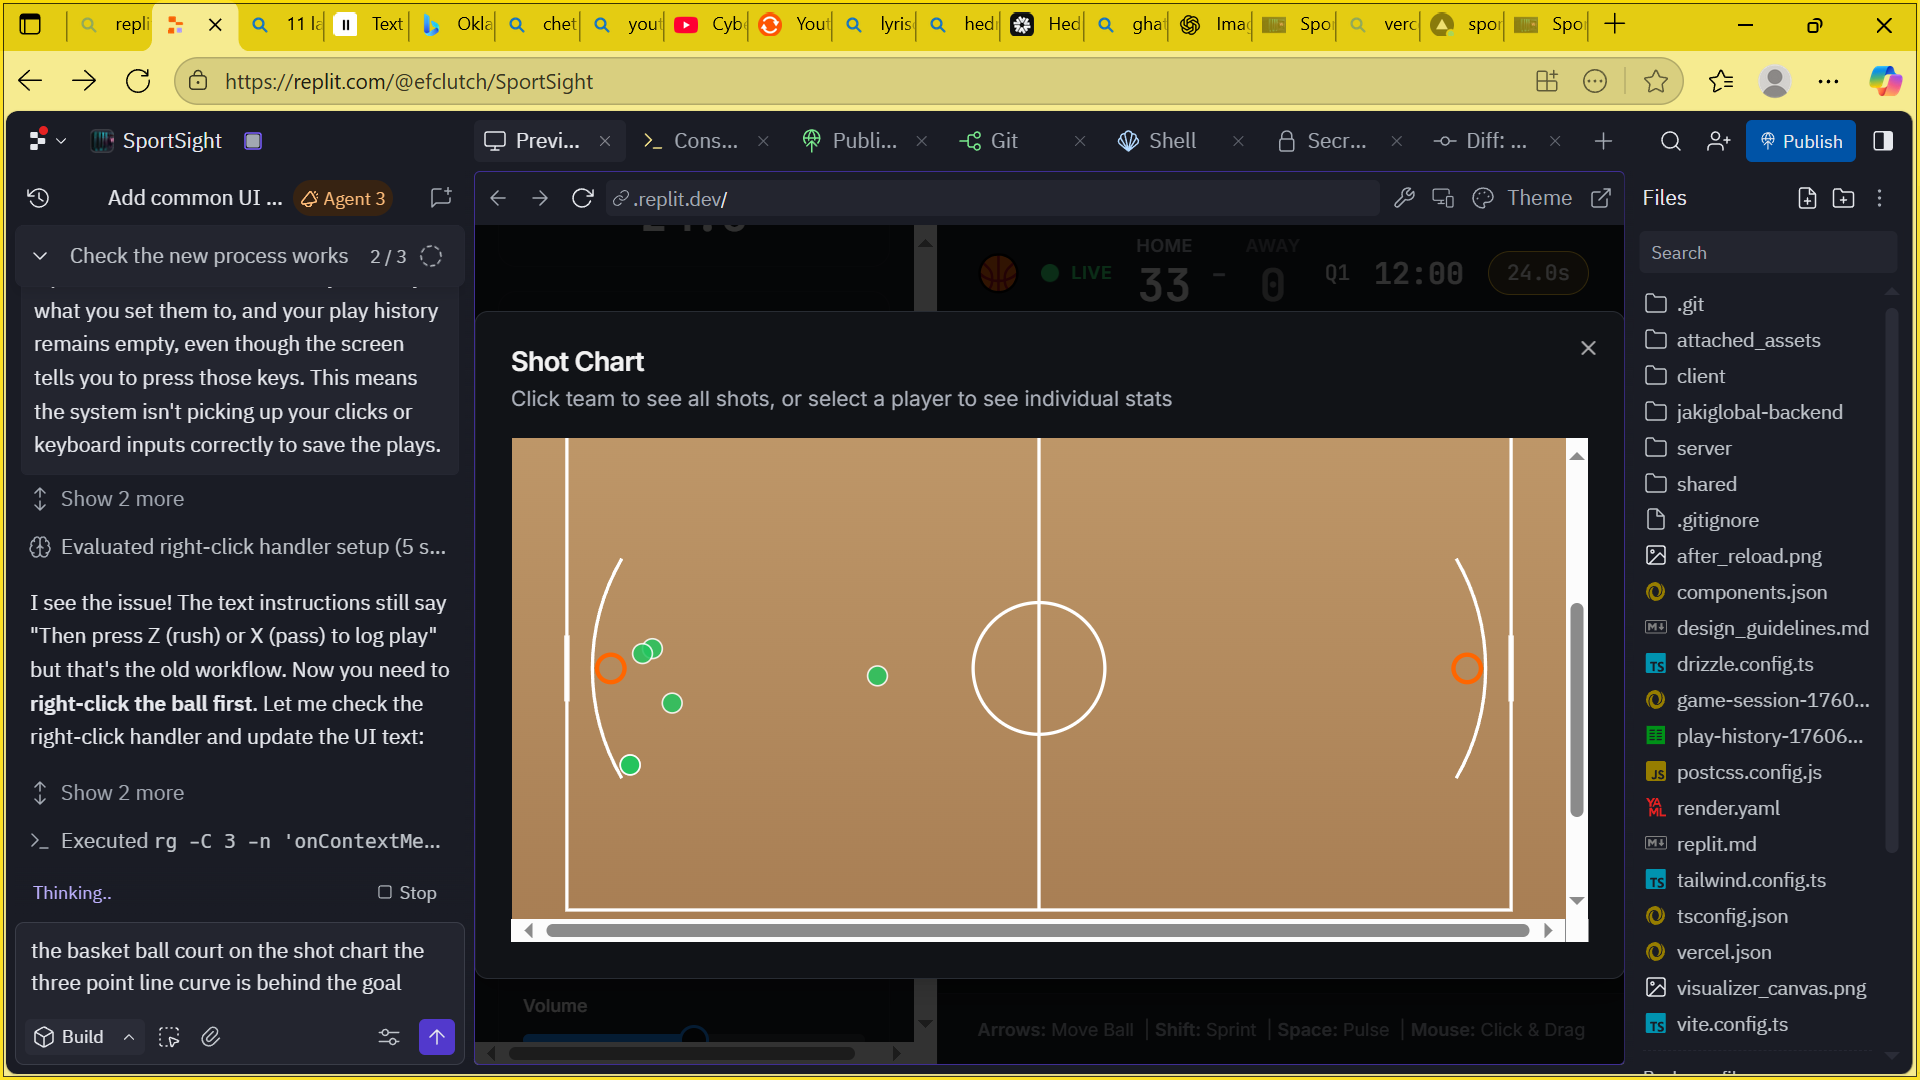 repli
11 la
Text
Okla
chet
yout
Cybe
Yout
lyris
hedr
Hed
ghat
Imag
Spor
verc
spor
Spor
https://replit.com/@efclutch/SportSight
SportSight
Previ...
Cons...
Publi...
Git
Shell
Secr...
Diff: ...
Publish
Add common UI ...
Agent 3
.replit.dev/
Theme
Files
Check the new process works
2 / 3
what you set them to, and your play history
remains empty, even though the screen
tells you to press those keys. This means
the system isn't picking up your clicks or
keyboard inputs correctly to save the plays.
Show 2 more
Evaluated right-click handler setup (5 s...
I see the issue! The text instructions still say
"Then press Z (rush) or X (pass) to log play"
but that's the old workflow. Now you need to
right-click the ball first. Let me check the
right-click handler and update the UI text:
Show 2 more
Executed rg -C 3 -n 'onContextMe...
Thinking..
Stop
the basket ball court on the shot chart the
three point line curve is behind the goal
Build
LIVE
HOME
33
-
AWAY
0
Q1
12:00
24.0s
Shot Chart
Click team to see all shots, or select a player to see individual stats
Volume
Arrows: Move Ball | Shift: Sprint | Space: Pulse | Mouse: Click & Drag
Search
.git
attached_assets
client
jakiglobal-backend
server
shared
.gitignore
after_reload.png
components.json
design_guidelines.md
drizzle.config.ts
game-session-1760...
play-history-17606...
postcss.config.js
render.yaml
replit.md
tailwind.config.ts
tsconfig.json
vercel.json
visualizer_canvas.png
vite.config.ts